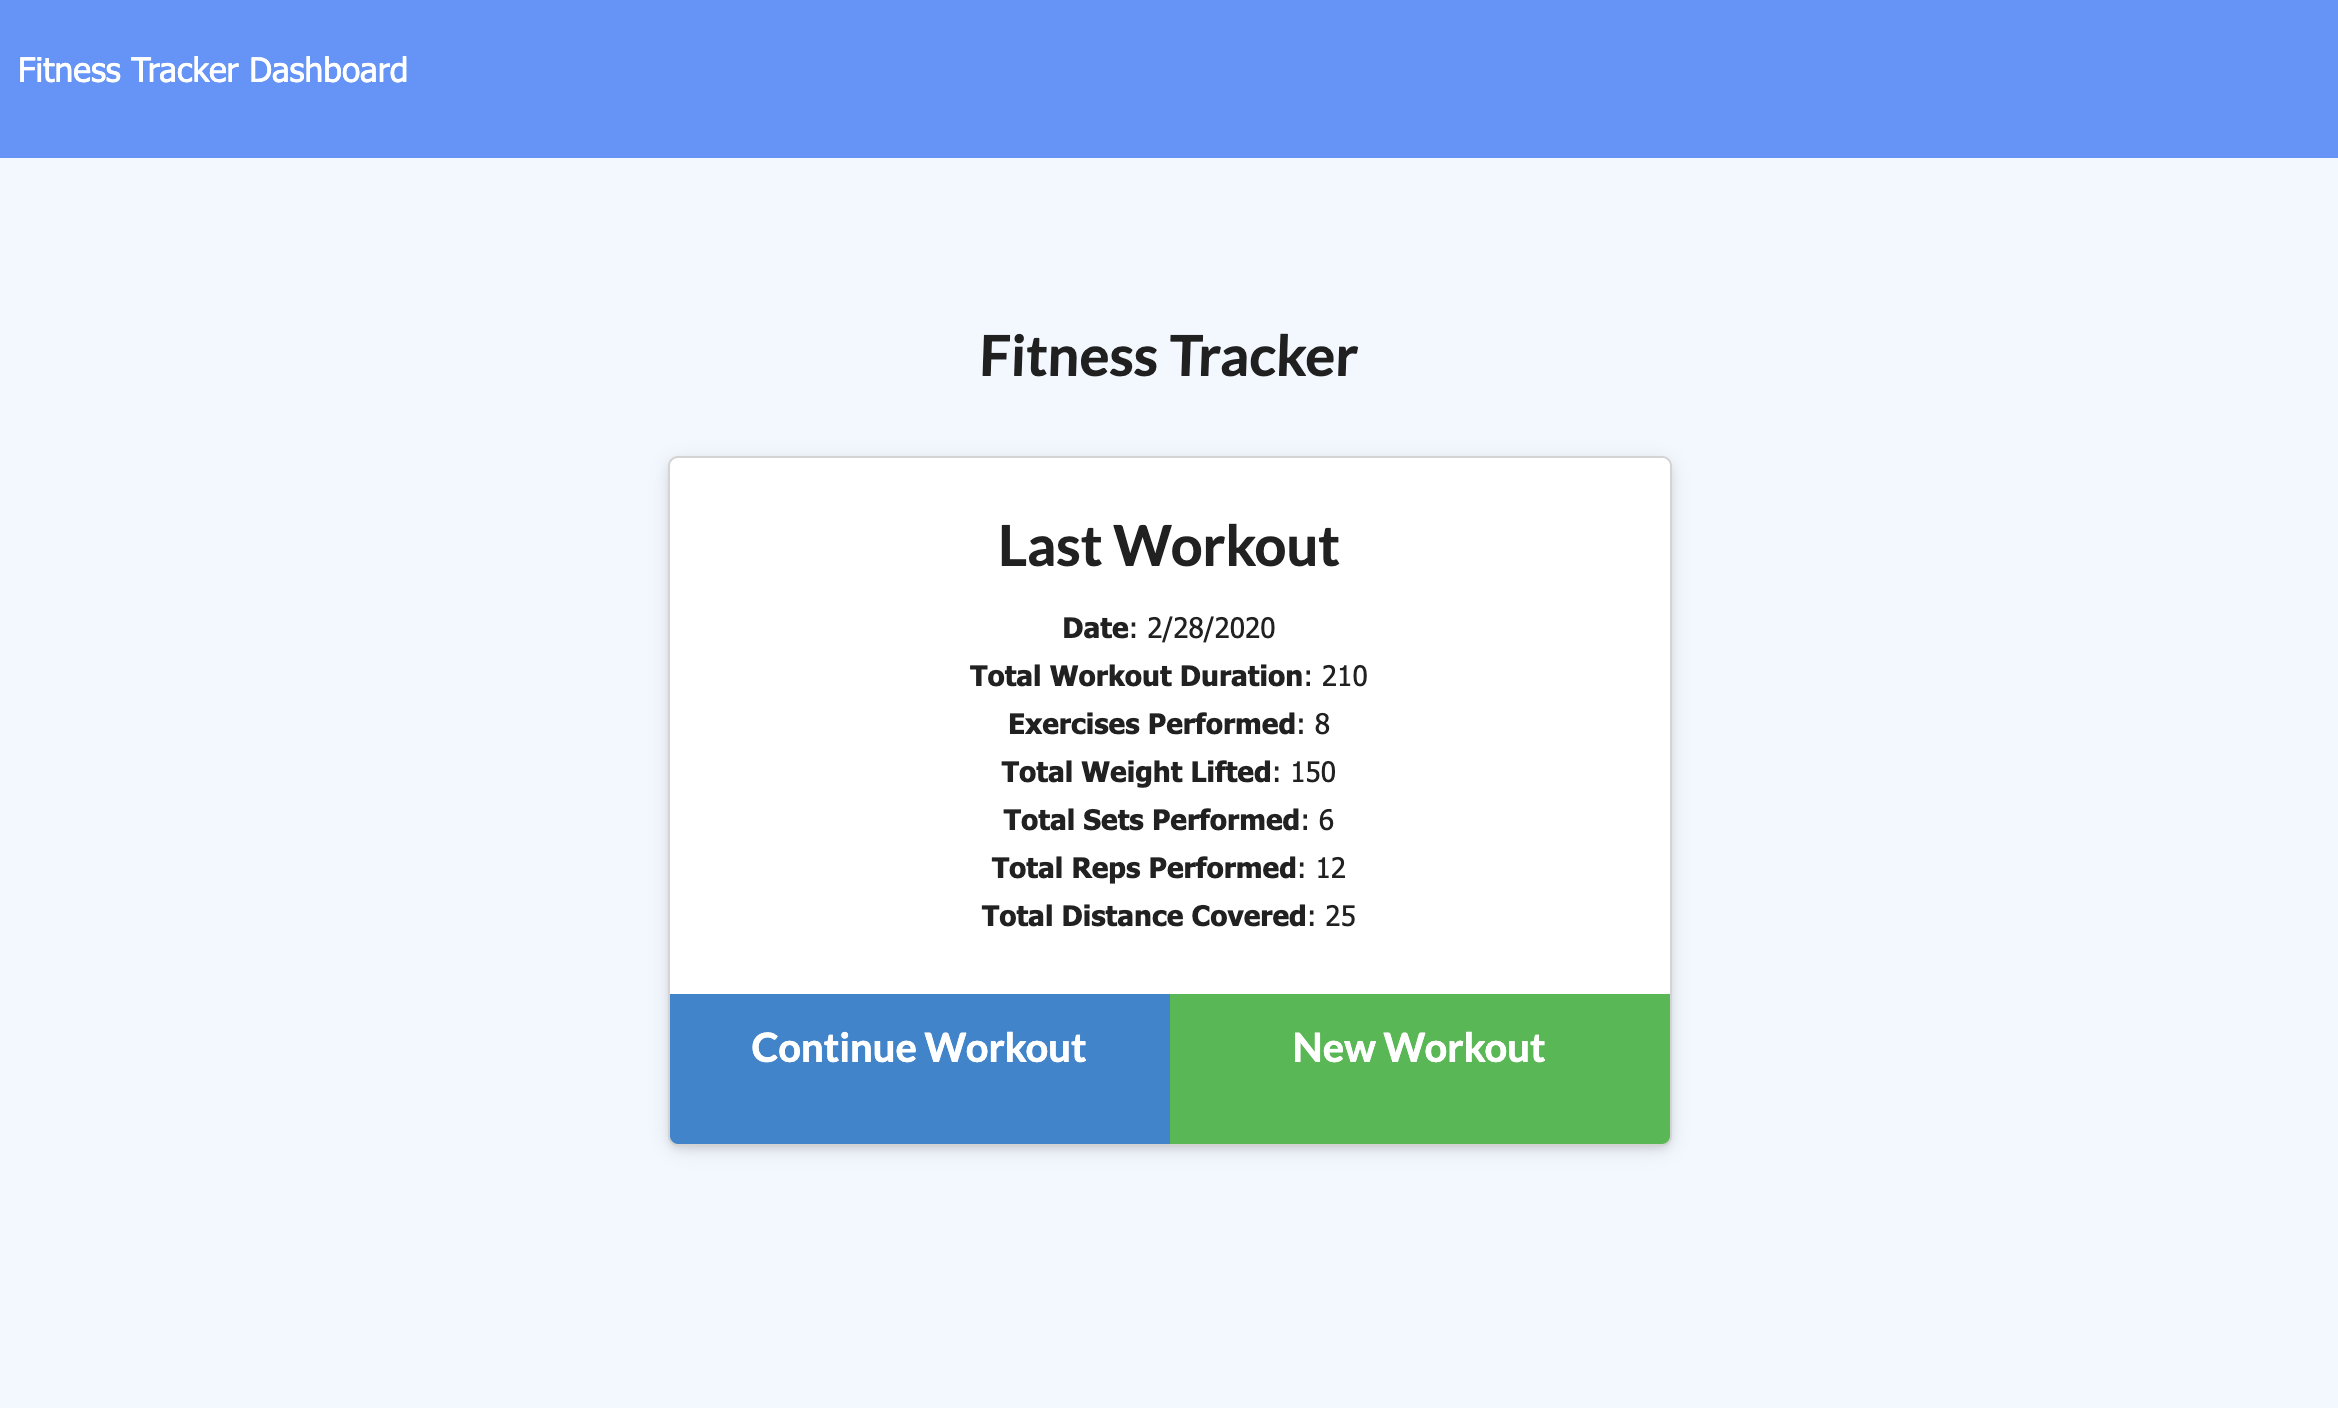 Fitness Tracker Dashboard
Fitness Tracker
Last Workout
Date: 2/28/2020
Total Workout Duration: 210
Exercises Performed: 8
Total Weight Lifted: 150
Total Sets Performed: 6
Total Reps Performed: 12
Total Distance Covered: 25
Continue Workout New Workout